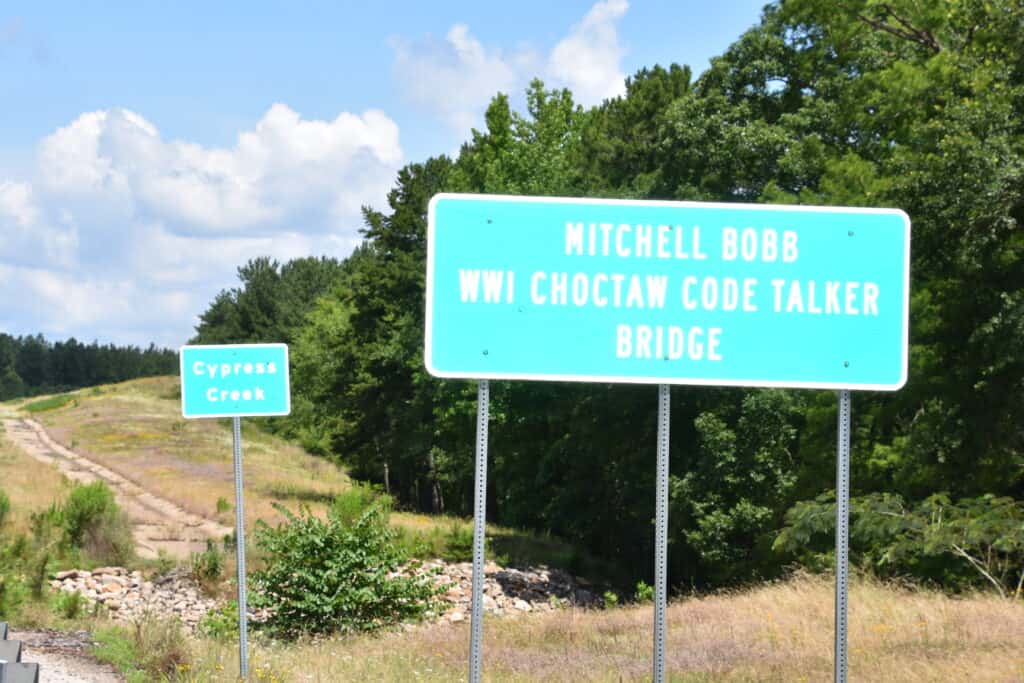 Cypress
Creek
MITCHELL BOBB
WWI CHOCTAW CODE TALKER
BRIDGE